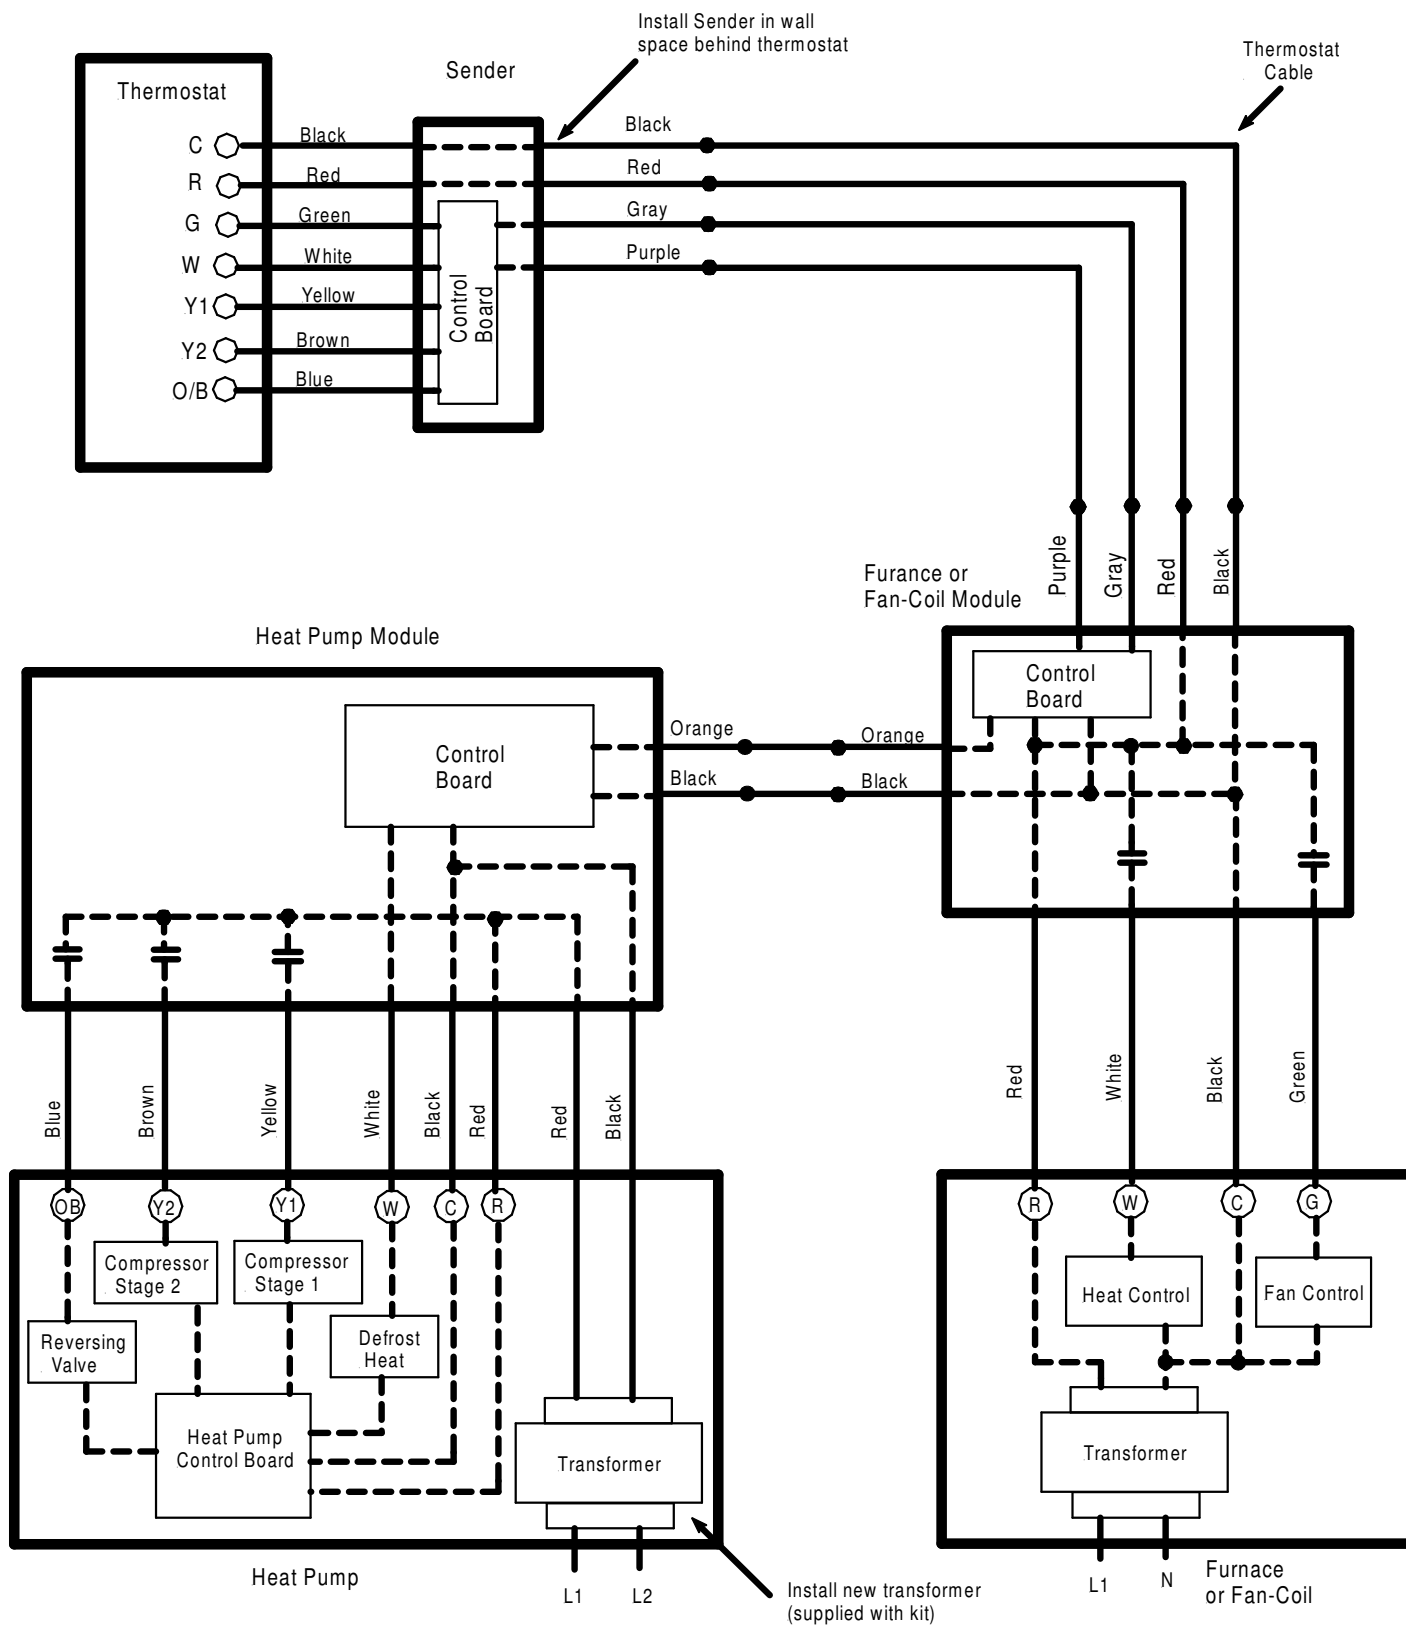 Install Sender in wall
space behind thermostat
Thermostat
Cable
Sender
Thermostat
C
Black
Black
R
Red
Red
G
Green
Gray
W
White
Purple
Y1
Yellow
Y2
Brown
O/B
Blue
Control
Board
Purple
Gray
Red
Black
Furance or
Fan-Coil Module
Control
Board
Heat Pump Module
Control
Board
Orange
Orange
Black
Black
Blue
Brown
Yellow
White
Black
Red
Red
Black
Red
White
Black
Green
OB
Y2
Y1
W
C
R
R
W
C
G
Compressor
Stage 2
Compressor
Stage 1
Reversing
Valve
Defrost
Heat
Heat Pump
Control Board
Transformer
Heat Control
Fan Control
Transformer
Heat Pump
L1
L2
Install new transformer
(supplied with kit)
L1
N
Furnace
or Fan-Coil